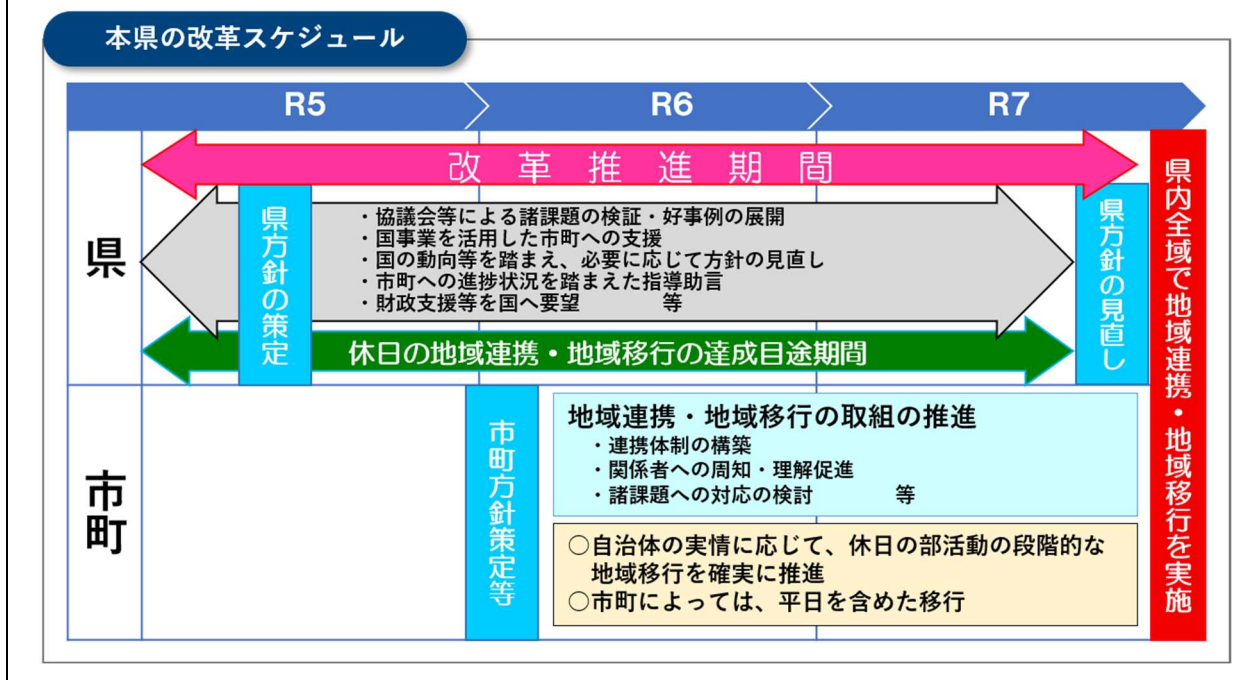 本県の改革スケジュール
R5
R6
R7
改革推進期間
県
県方針の策定
・協議会等による諸課題の検証・好事例の展開
・国事業を活用した市町への支援
・国の動向等を踏まえ、必要に応じて方針の見直し
・市町への進捗状況を踏まえた指導助言
・財政支援等を国へ要望　　　　等
県方針の見直し
休日の地域連携・地域移行の達成目途期間
県内全域で地域連携・地域移行を実施
市町
市町方針策定等
地域連携・地域移行の取組の推進
・連携体制の構築
・関係者への周知・理解促進
・諸課題への対応の検討　　　　等
○自治体の実情に応じて、休日の部活動の段階的な
地域移行を確実に推進
○市町によっては、平日を含めた移行